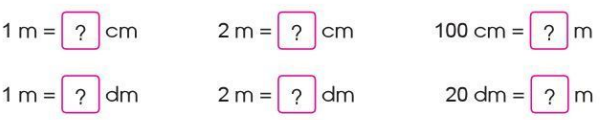 1 m = ? cm 2 m = ? cm 100 cm = ? m
1 m = ? dm 2 m = ? dm 20 dm = ? m